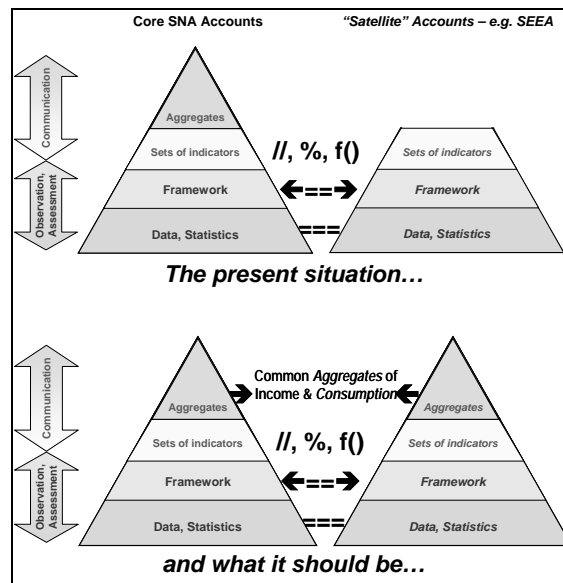 Core SNA Accounts
"Satellite" Accounts – e.g. SEEA
Communication
Observation,
Assessment
Aggregates
Sets of indicators
Framework
Data, Statistics
//, %, f()
==
===
Sets of indicators
Framework
Data, Statistics
The present situation…
Communication
Observation,
Assessment
Aggregates
Sets of indicators
Framework
Data, Statistics
Common Aggregates of
Income & Consumption
//, %, f()
==
===
Aggregates
Sets of indicators
Framework
Data, Statistics
and what it should be…